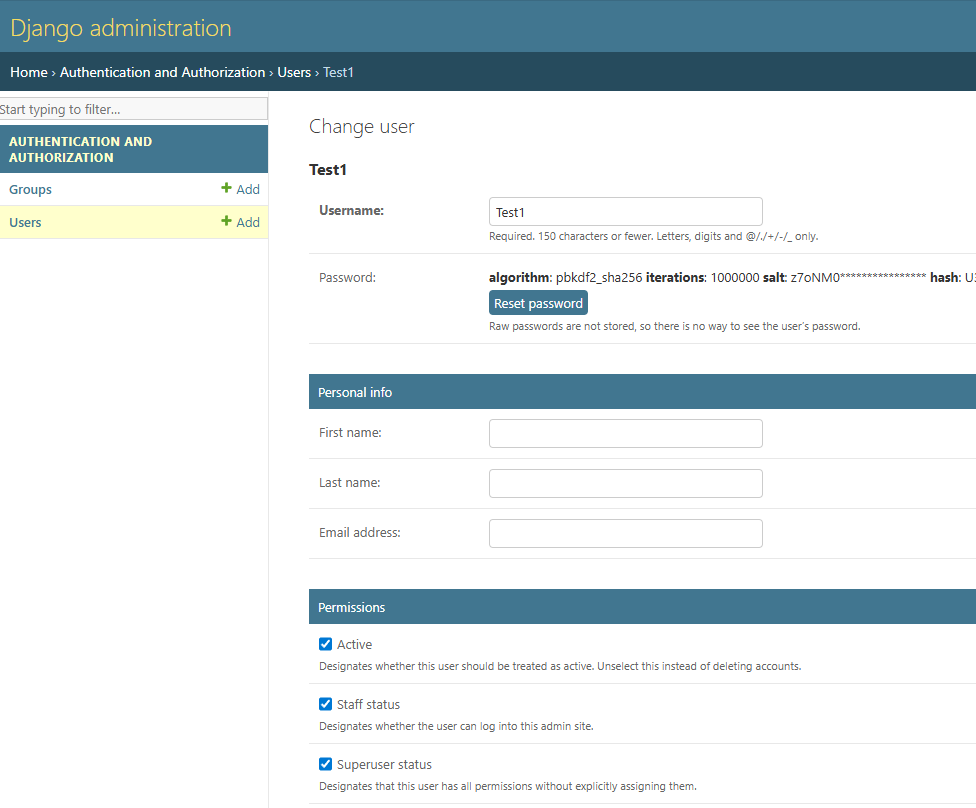 Django administration
Home › Authentication and Authorization › Users › Test1
Start typing to filter...
AUTHENTICATION AND
AUTHORIZATION
Groups + Add
Users + Add
Change user
Test1
Username: Test1
Required. 150 characters or fewer. Letters, digits and @/./+/-/_ only.
Password: algorithm: pbkdf2_sha256 iterations: 1000000 salt: z7oNM0**************** hash: U3
Reset password
Raw passwords are not stored, so there is no way to see the user's password.
Personal info
First name:
Last name:
Email address:
Permissions
Active
Designates whether this user should be treated as active. Unselect this instead of deleting accounts.
Staff status
Designates whether the user can log into this admin site.
Superuser status
Designates that this user has all permissions without explicitly assigning them.